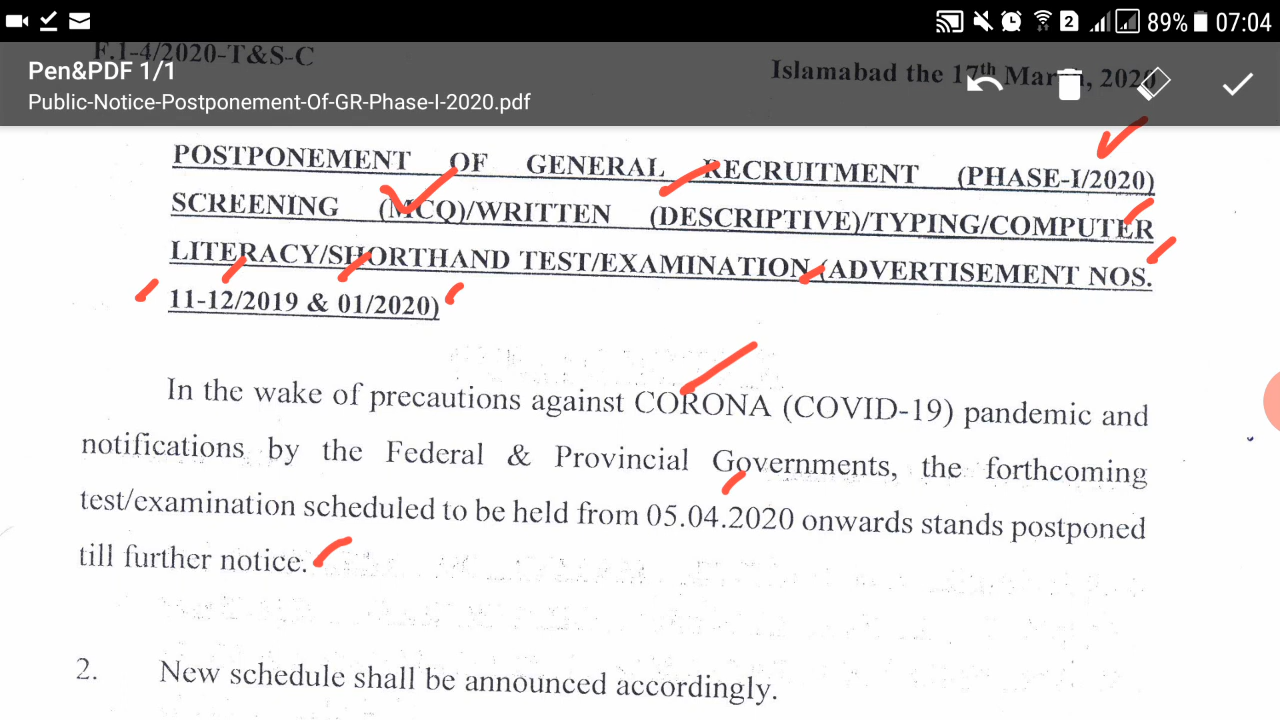 2 89% 07:04
F.1-4/2020-T&S-C
Islamabad the 17th March, 2020
Pen&PDF 1/1
Public-Notice-Postponement-Of-GR-Phase-I-2020.pdf
POSTPONEMENT OF GENERAL RECRUITMENT (PHASE-I/2020)
SCREENING (MCQ)/WRITTEN (DESCRIPTIVE)/TYPING/COMPUTER
LITERACY/SHORTHAND TEST/EXAMINATION (ADVERTISEMENT NOS.
11-12/2019 & 01/2020)
In the wake of precautions against CORONA (COVID-19) pandemic and
notifications by the Federal & Provincial Governments, the forthcoming
test/examination scheduled to be held from 05.04.2020 onwards stands postponed
till further notice.
2. New schedule shall be announced accordingly.